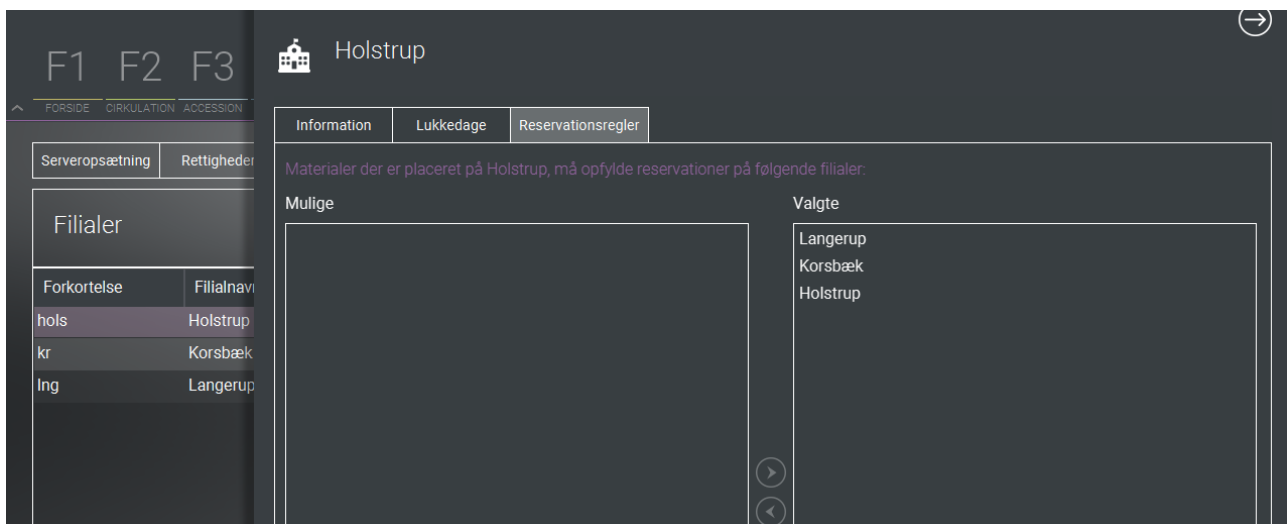 F1 F2 F3
FORSIDE CIRKULATION ACCESSION
Serveropsætning Rettigheder
Filialer
Forkortelse Filialnav
hols Holstrup
kr Korsbæk
lng Langerup
Holstrup
Information Lukkedage Reservationsregler
Materialer der er placeret på Holstrup, må opfylde reservationer på følgende filialer:
Mulige Valgte
Langerup
Korsbæk
Holstrup